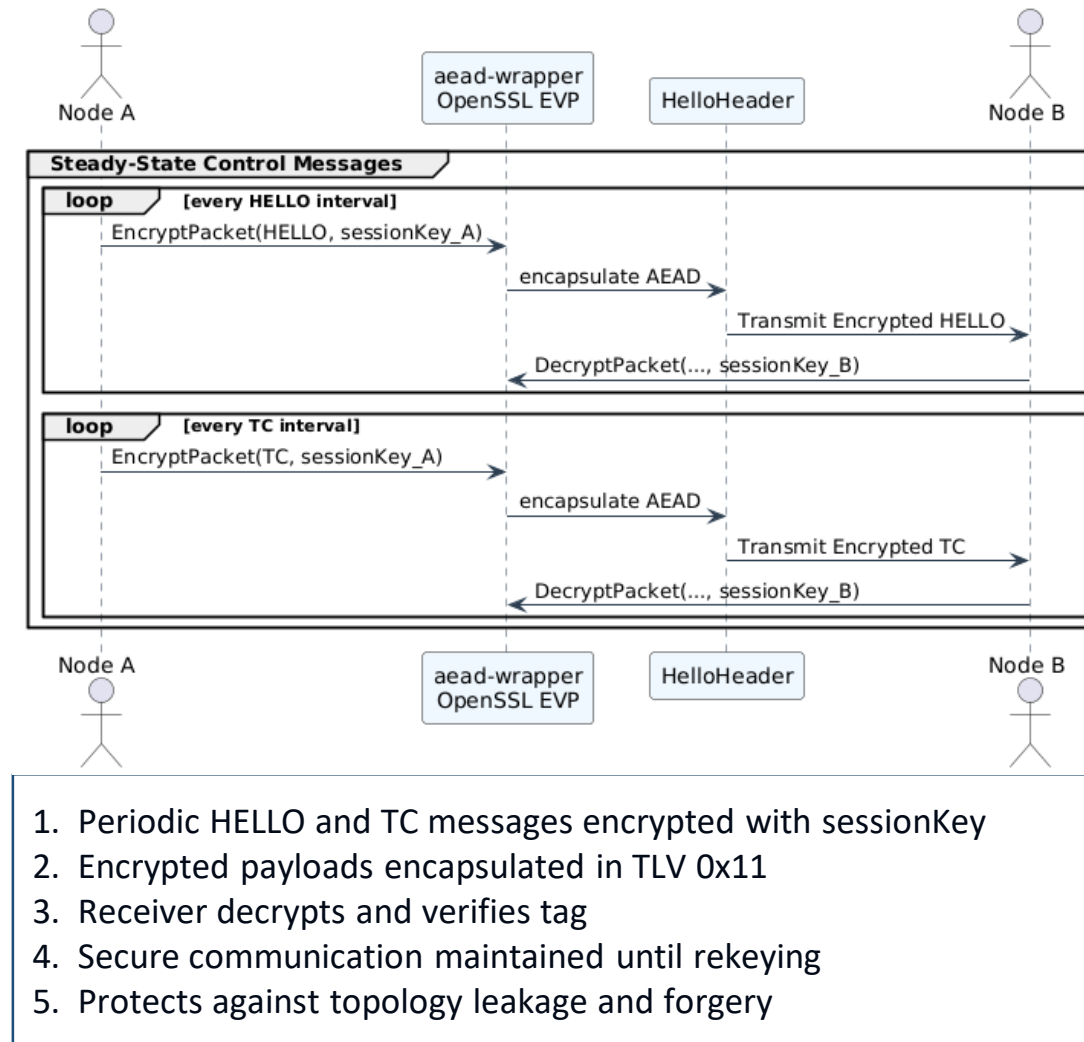 Node A
aead-wrapper
OpenSSL EVP
HelloHeader
Node B
Steady-State Control Messages
loop [every HELLO interval]
EncryptPacket(HELLO, sessionKey_A)
encapsulate AEAD
Transmit Encrypted HELLO
DecryptPacket(..., sessionKey_B)
loop [every TC interval]
EncryptPacket(TC, sessionKey_A)
encapsulate AEAD
Transmit Encrypted TC
DecryptPacket(..., sessionKey_B)
Node A
aead-wrapper
OpenSSL EVP
HelloHeader
Node B
1. Periodic HELLO and TC messages encrypted with sessionKey
2. Encrypted payloads encapsulated in TLV 0x11
3. Receiver decrypts and verifies tag
4. Secure communication maintained until rekeying
5. Protects against topology leakage and forgery